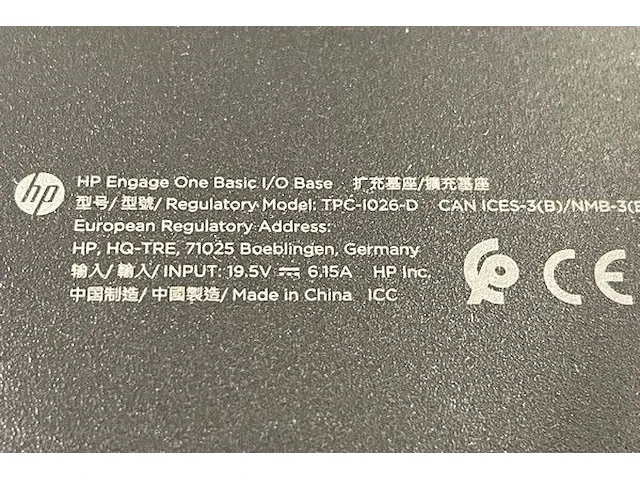 hp
HP Engage One Basic I/O Base 扩充基座/擴充基座
型号/ 型號/ Regulatory Model: TPC-I026-D CAN ICES-3(B)/NMB-3(B
European Regulatory Address:
HP, HQ-TRE, 71025 Boeblingen, Germany
输入/ 輸入/ INPUT: 19.5V ⎓ 6.15A HP Inc.
中国制造/ 中國製造/ Made in China ICC
CE